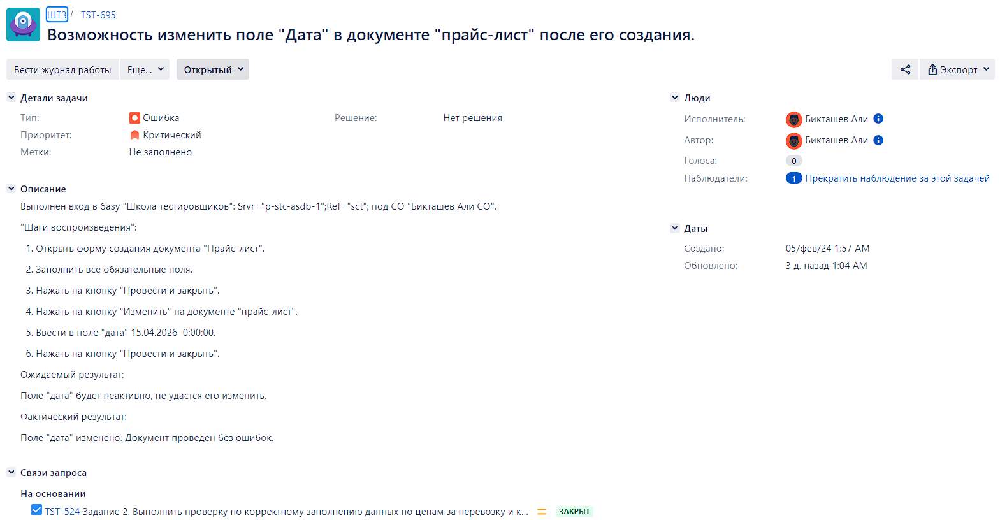 ШТЗ / TST-695
Возможность изменить поле "Дата" в документе "прайс-лист" после его создания.
Вести журнал работы Еще... Открытый Экспорт
Детали задачи
Тип: Ошибка Решение: Нет решения
Приоритет: Критический
Метки: Не заполнено
Описание
Выполнен вход в базу "Школа тестировщиков": Srvr="p-stc-asdb-1";Ref="sct"; под СО "Бикташев Али СО".
"Шаги воспроизведения":
1. Открыть форму создания документа "Прайс-лист".
2. Заполнить все обязательные поля.
3. Нажать на кнопку "Провести и закрыть".
4. Нажать на кнопку "Изменить" на документе "прайс-лист".
5. Ввести в поле "дата" 15.04.2026  0:00:00.
6. Нажать на кнопку "Провести и закрыть".
Ожидаемый результат:
Поле "дата" будет неактивно, не удастся его изменить.
Фактический результат:
Поле "дата" изменено. Документ проведён без ошибок.
Связи запроса
На основании
TST-524 Задание 2. Выполнить проверку по корректному заполнению данных по ценам за перевозку и к... ЗАКРЫТ
Люди
Исполнитель: Бикташев Али
Автор: Бикташев Али
Голоса: 0
Наблюдатели: 1 Прекратить наблюдение за этой задачей
Даты
Создано: 05/фев/24 1:57 AM
Обновлено: 3 д. назад 1:04 AM